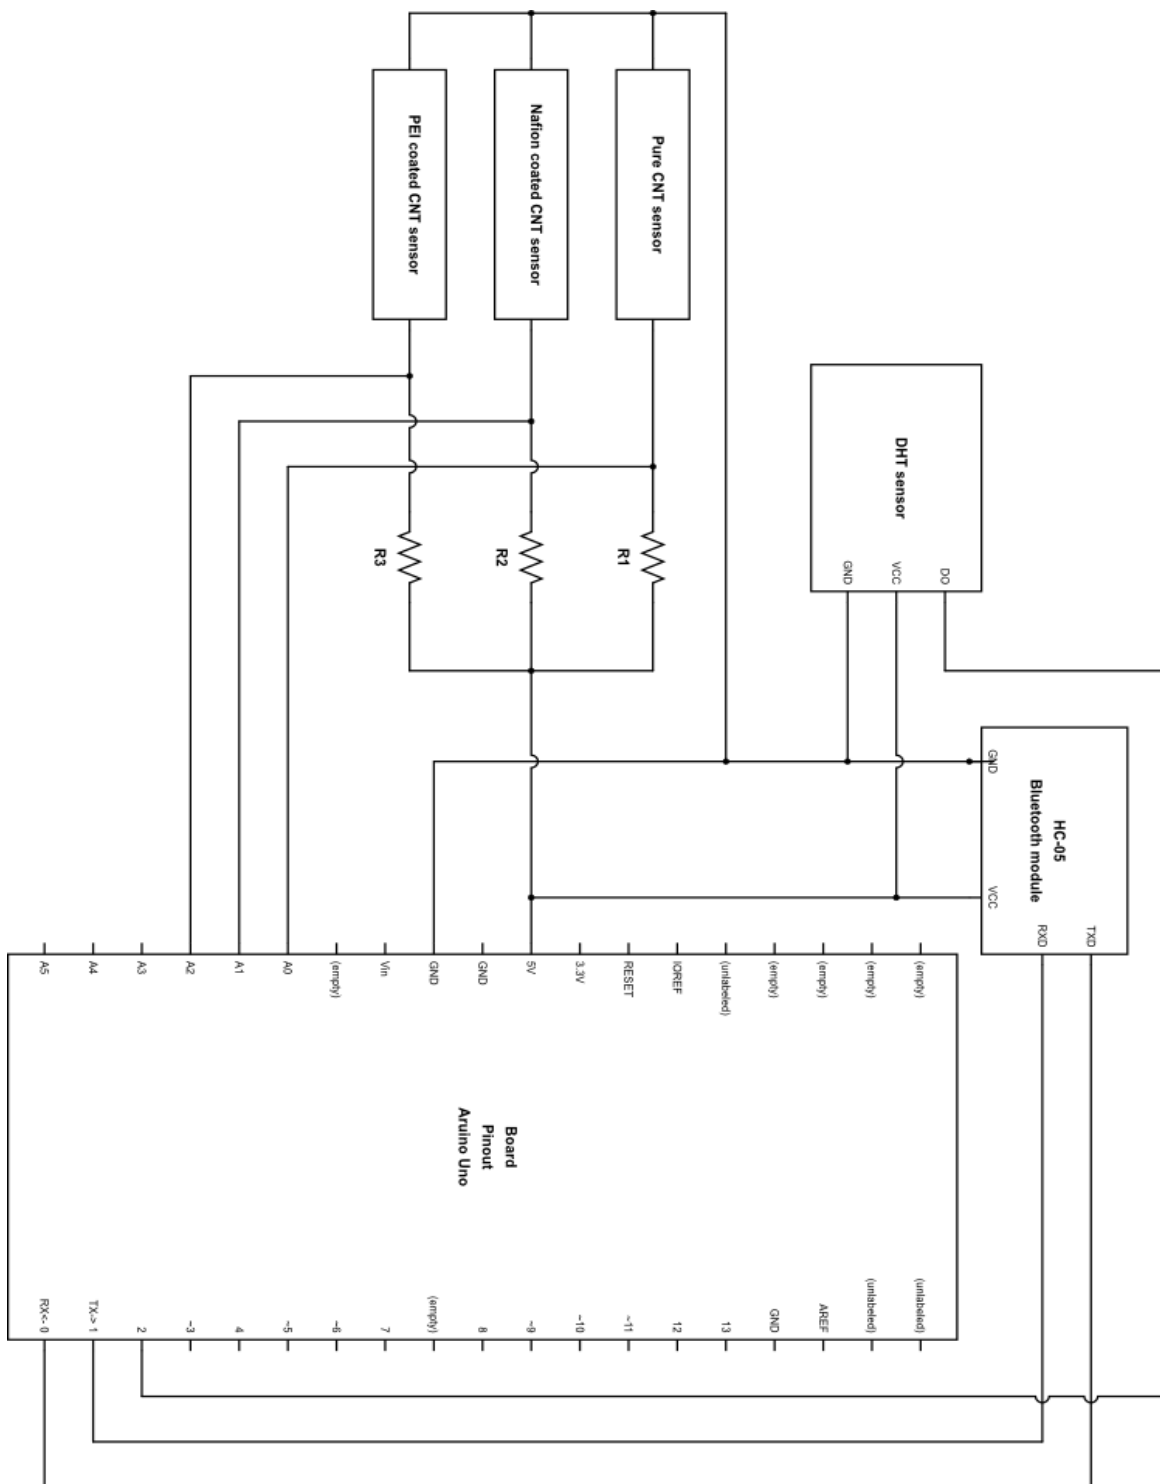 PEI coated CNT sensor
Nafion coated CNT sensor
Pure CNT sensor
DHT sensor
GND
VCC
DO
R3
R2
R1
GND
HC-05
Bluetooth module
VCC
RXD
TXD
A5
A4
A3
A2
A1
A0
(empty)
Vin
GND
GND
5V
3.3V
RESET
IOREF
(unlabeled)
(empty)
(empty)
(empty)
(empty)
Board
Pinout
Aruino Uno
RX<- 0
TX-> 1
2
~3
4
~5
~6
7
(empty)
8
~9
~10
~11
12
13
GND
AREF
(unlabeled)
(unlabeled)